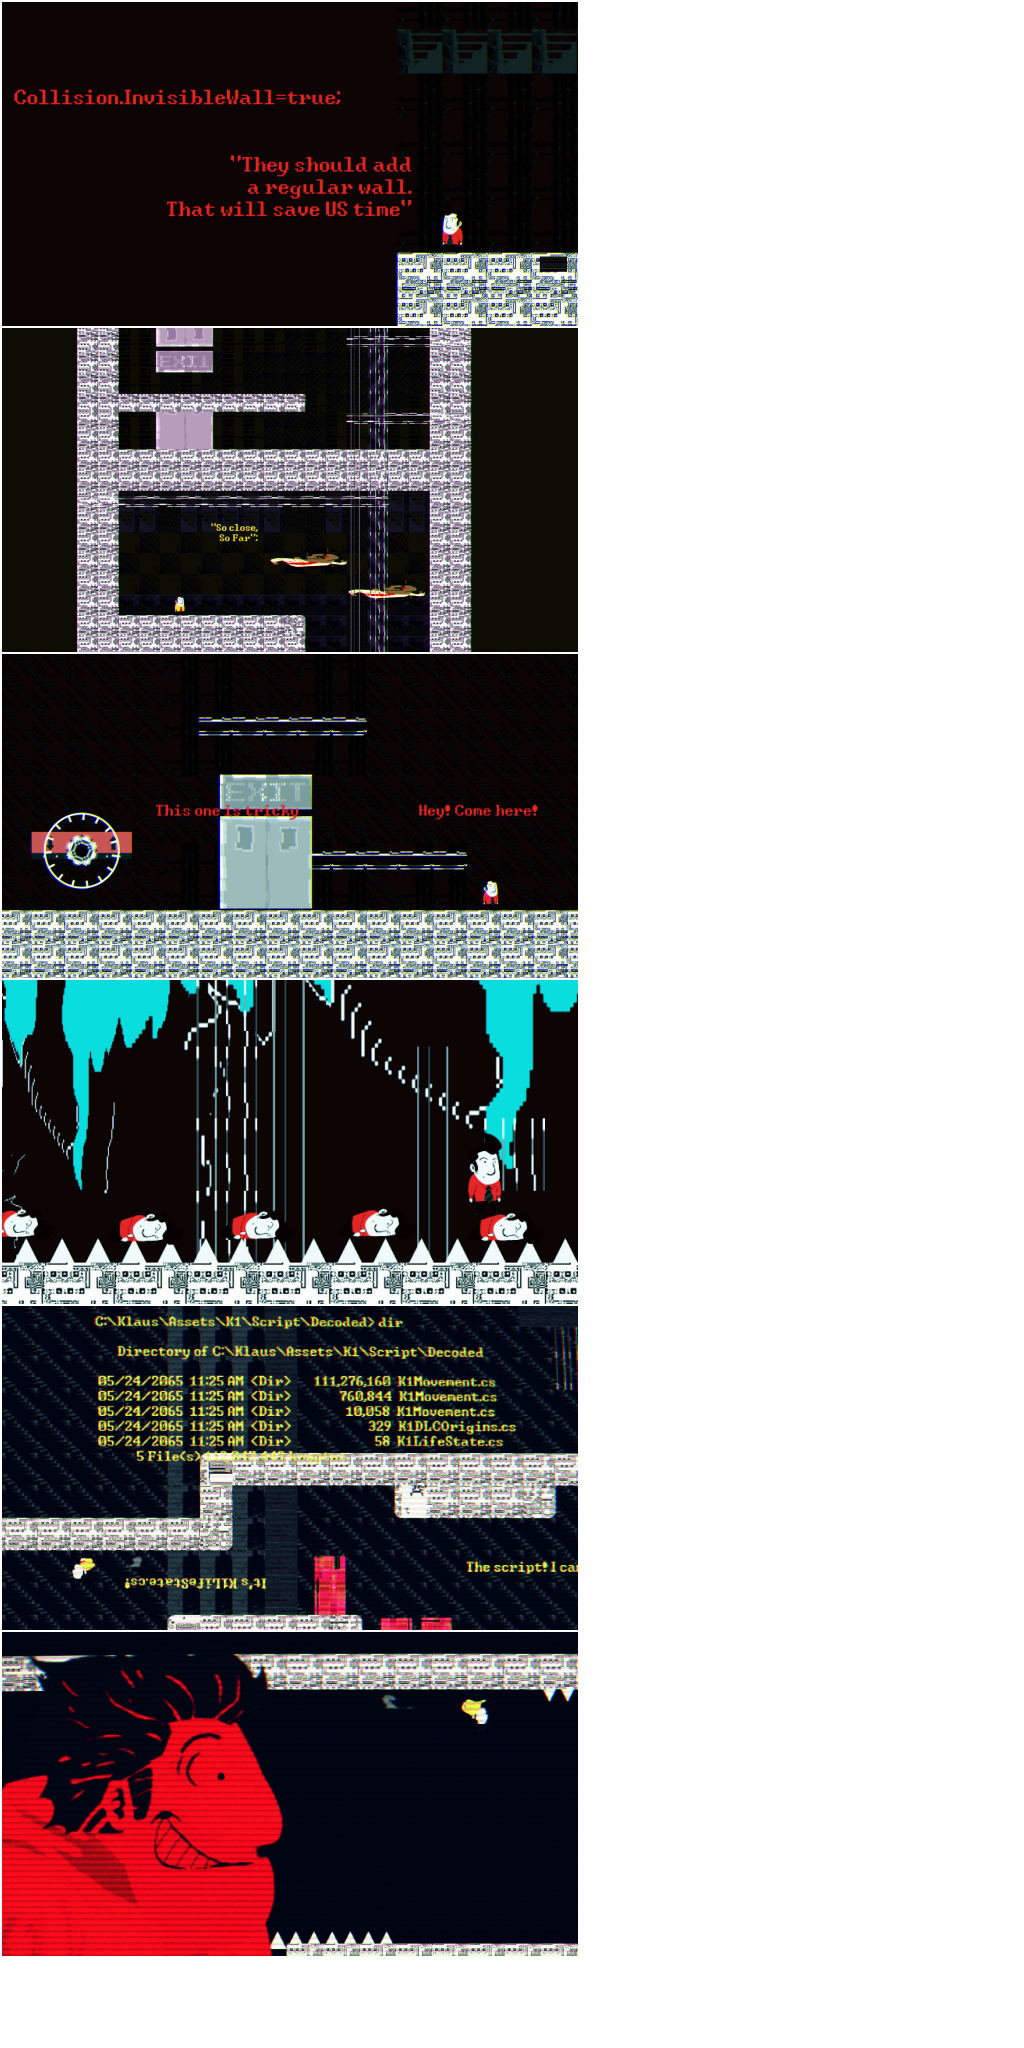 Collision.InvisibleWall=true;
"They should add
a regular wall.
That will save US time"
EXIT
"So close,
So Far";
EXIT
This one is tricky
Hey! Come here!
C:\Klaus\Assets\K1\Script\Decoded> dir
Directory of C:\Klaus\Assets\K1\Script\Decoded
05/24/2065 11:25 AM <Dir> 111,276,160 K1Movement.cs
05/24/2065 11:25 AM <Dir> 760,844 K1Movement.cs
05/24/2065 11:25 AM <Dir> 10,058 K1Movement.cs
05/24/2065 11:25 AM <Dir> 329 K1DLCOrigins.cs
05/24/2065 11:25 AM <Dir> 58 K1LifeState.cs
5 File(s)
The script! I can
It's K1LifeState.cs!